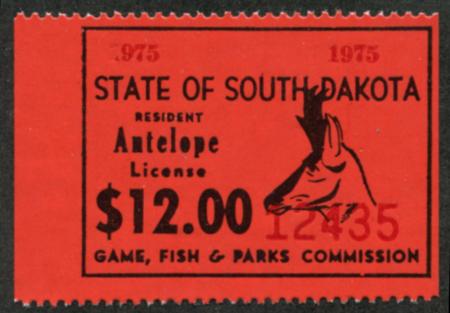 .975 1975
STATE OF SOUTH DAKOTA
RESIDENT
Antelope
License
$12.00
12435
GAME, FISH & PARKS COMMISSION